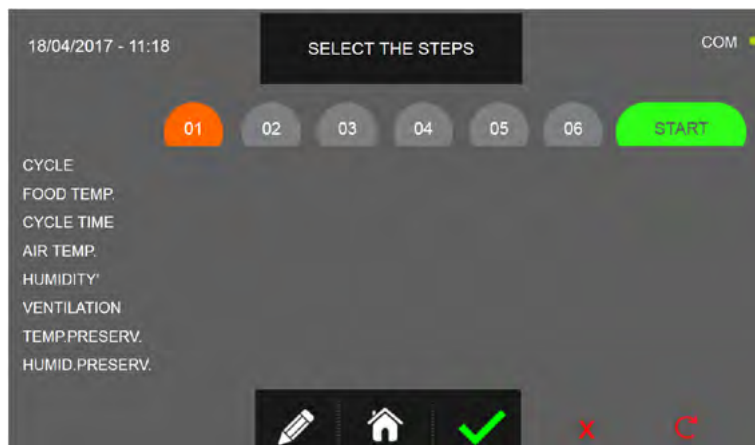 18/04/2017 - 11:18
SELECT THE STEPS
COM
01 02 03 04 05 06 START
CYCLE
FOOD TEMP.
CYCLE TIME
AIR TEMP.
HUMIDITY'
VENTILATION
TEMP.PRESERV.
HUMID.PRESERV.
X